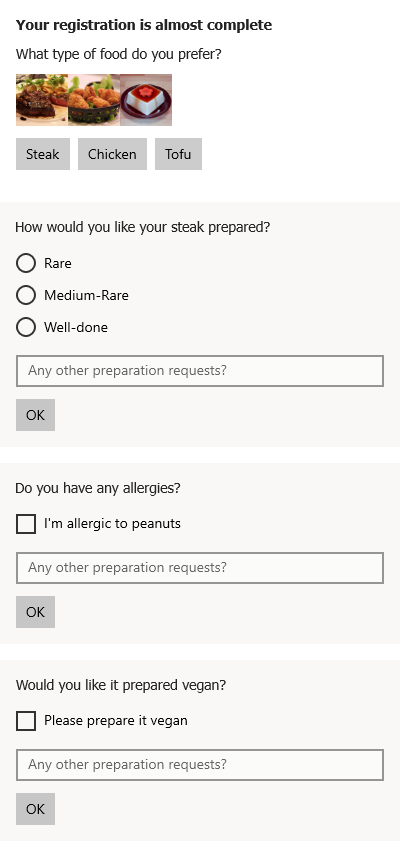 Your registration is almost complete
What type of food do you prefer?
Steak Chicken Tofu
How would you like your steak prepared?
Rare
Medium-Rare
Well-done
Any other preparation requests?
OK
Do you have any allergies?
I'm allergic to peanuts
Any other preparation requests?
OK
Would you like it prepared vegan?
Please prepare it vegan
Any other preparation requests?
OK